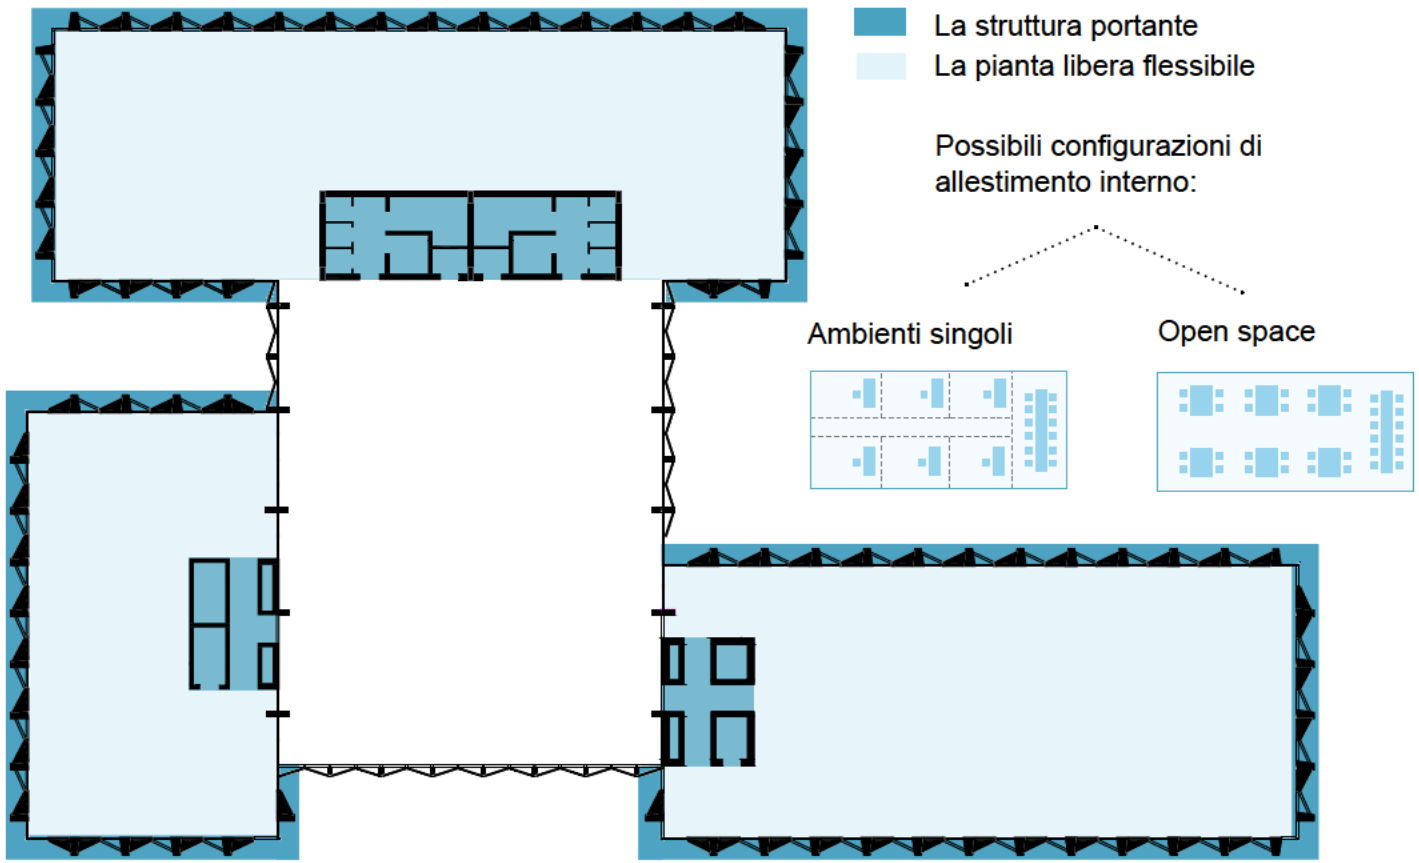 La struttura portante
La pianta libera flessibile
Possibili configurazioni di
allestimento interno:
Ambienti singoli
Open space